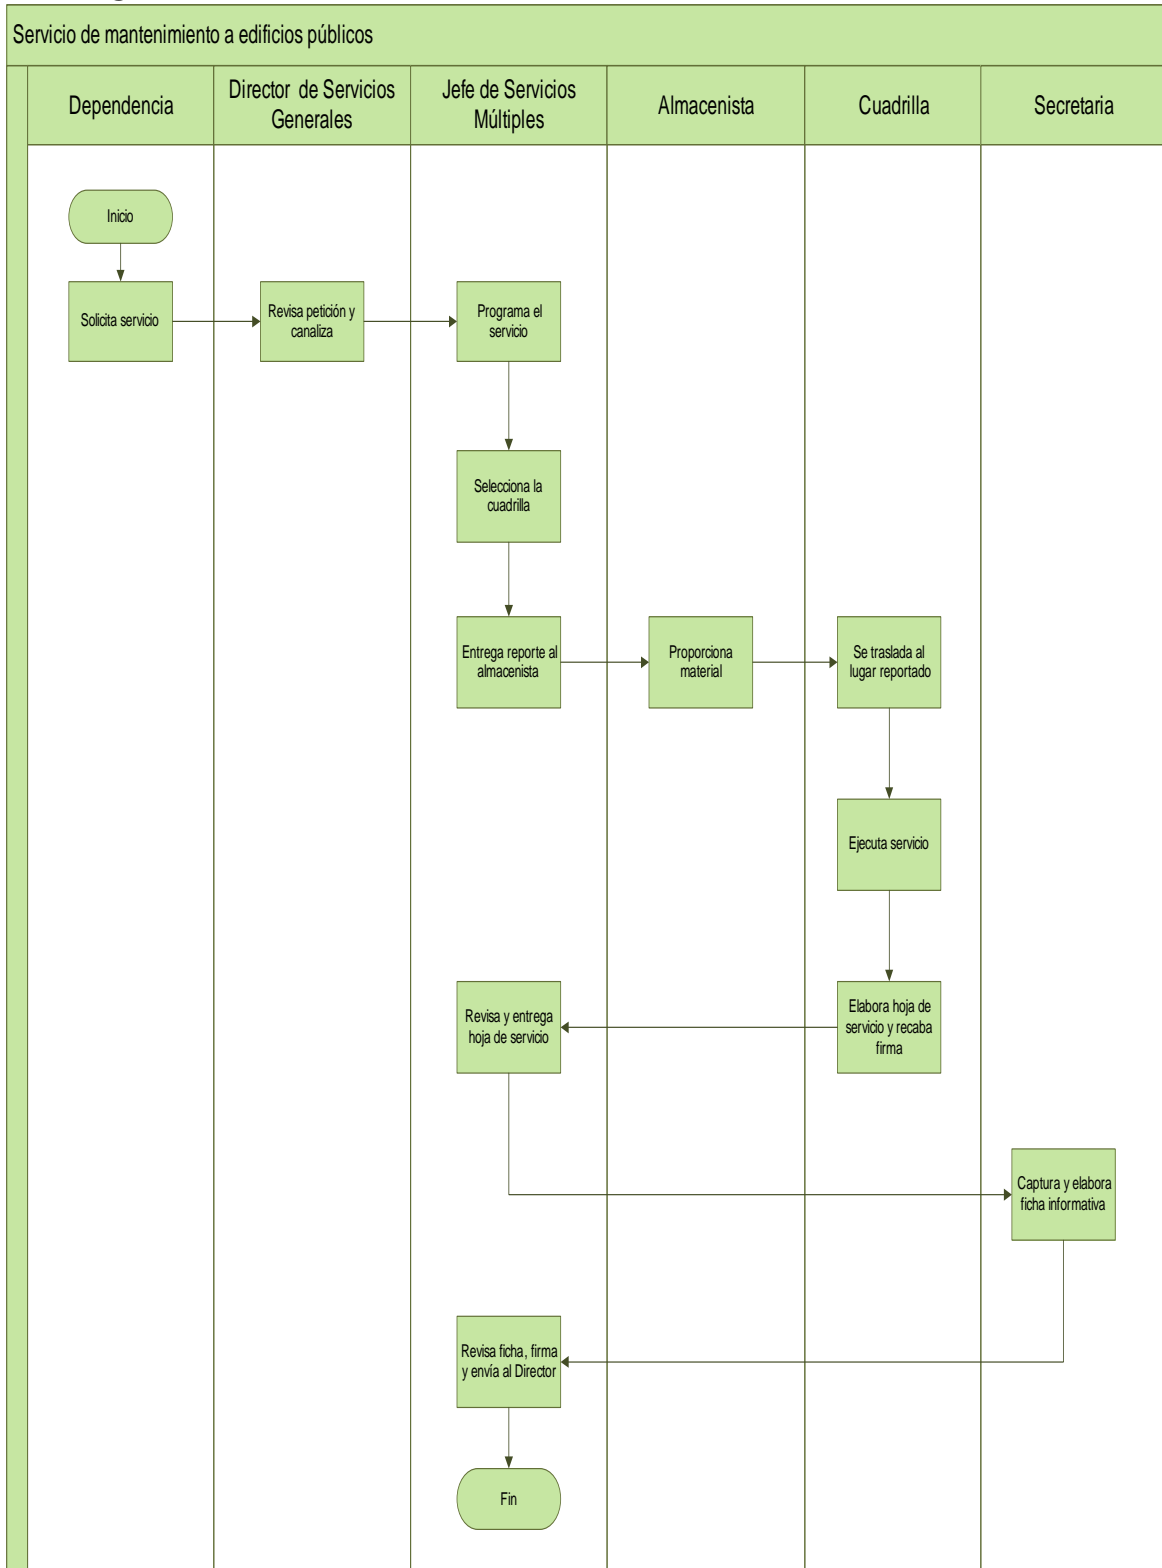 Servicio de mantenimiento a edificios públicos
Dependencia
Director de Servicios
Generales
Jefe de Servicios
Múltiples
Almacenista
Cuadrilla
Secretaria
Inicio
Solicita servicio
Revisa petición y
canaliza
Programa el
servicio
Selecciona la
cuadrilla
Entrega reporte al
almacenista
Proporciona
material
Se traslada al
lugar reportado
Ejecuta servicio
Elabora hoja de
servicio y recaba
firma
Revisa y entrega
hoja de servicio
Captura y elabora
ficha informativa
Revisa ficha, firma
y envía al Director
Fin